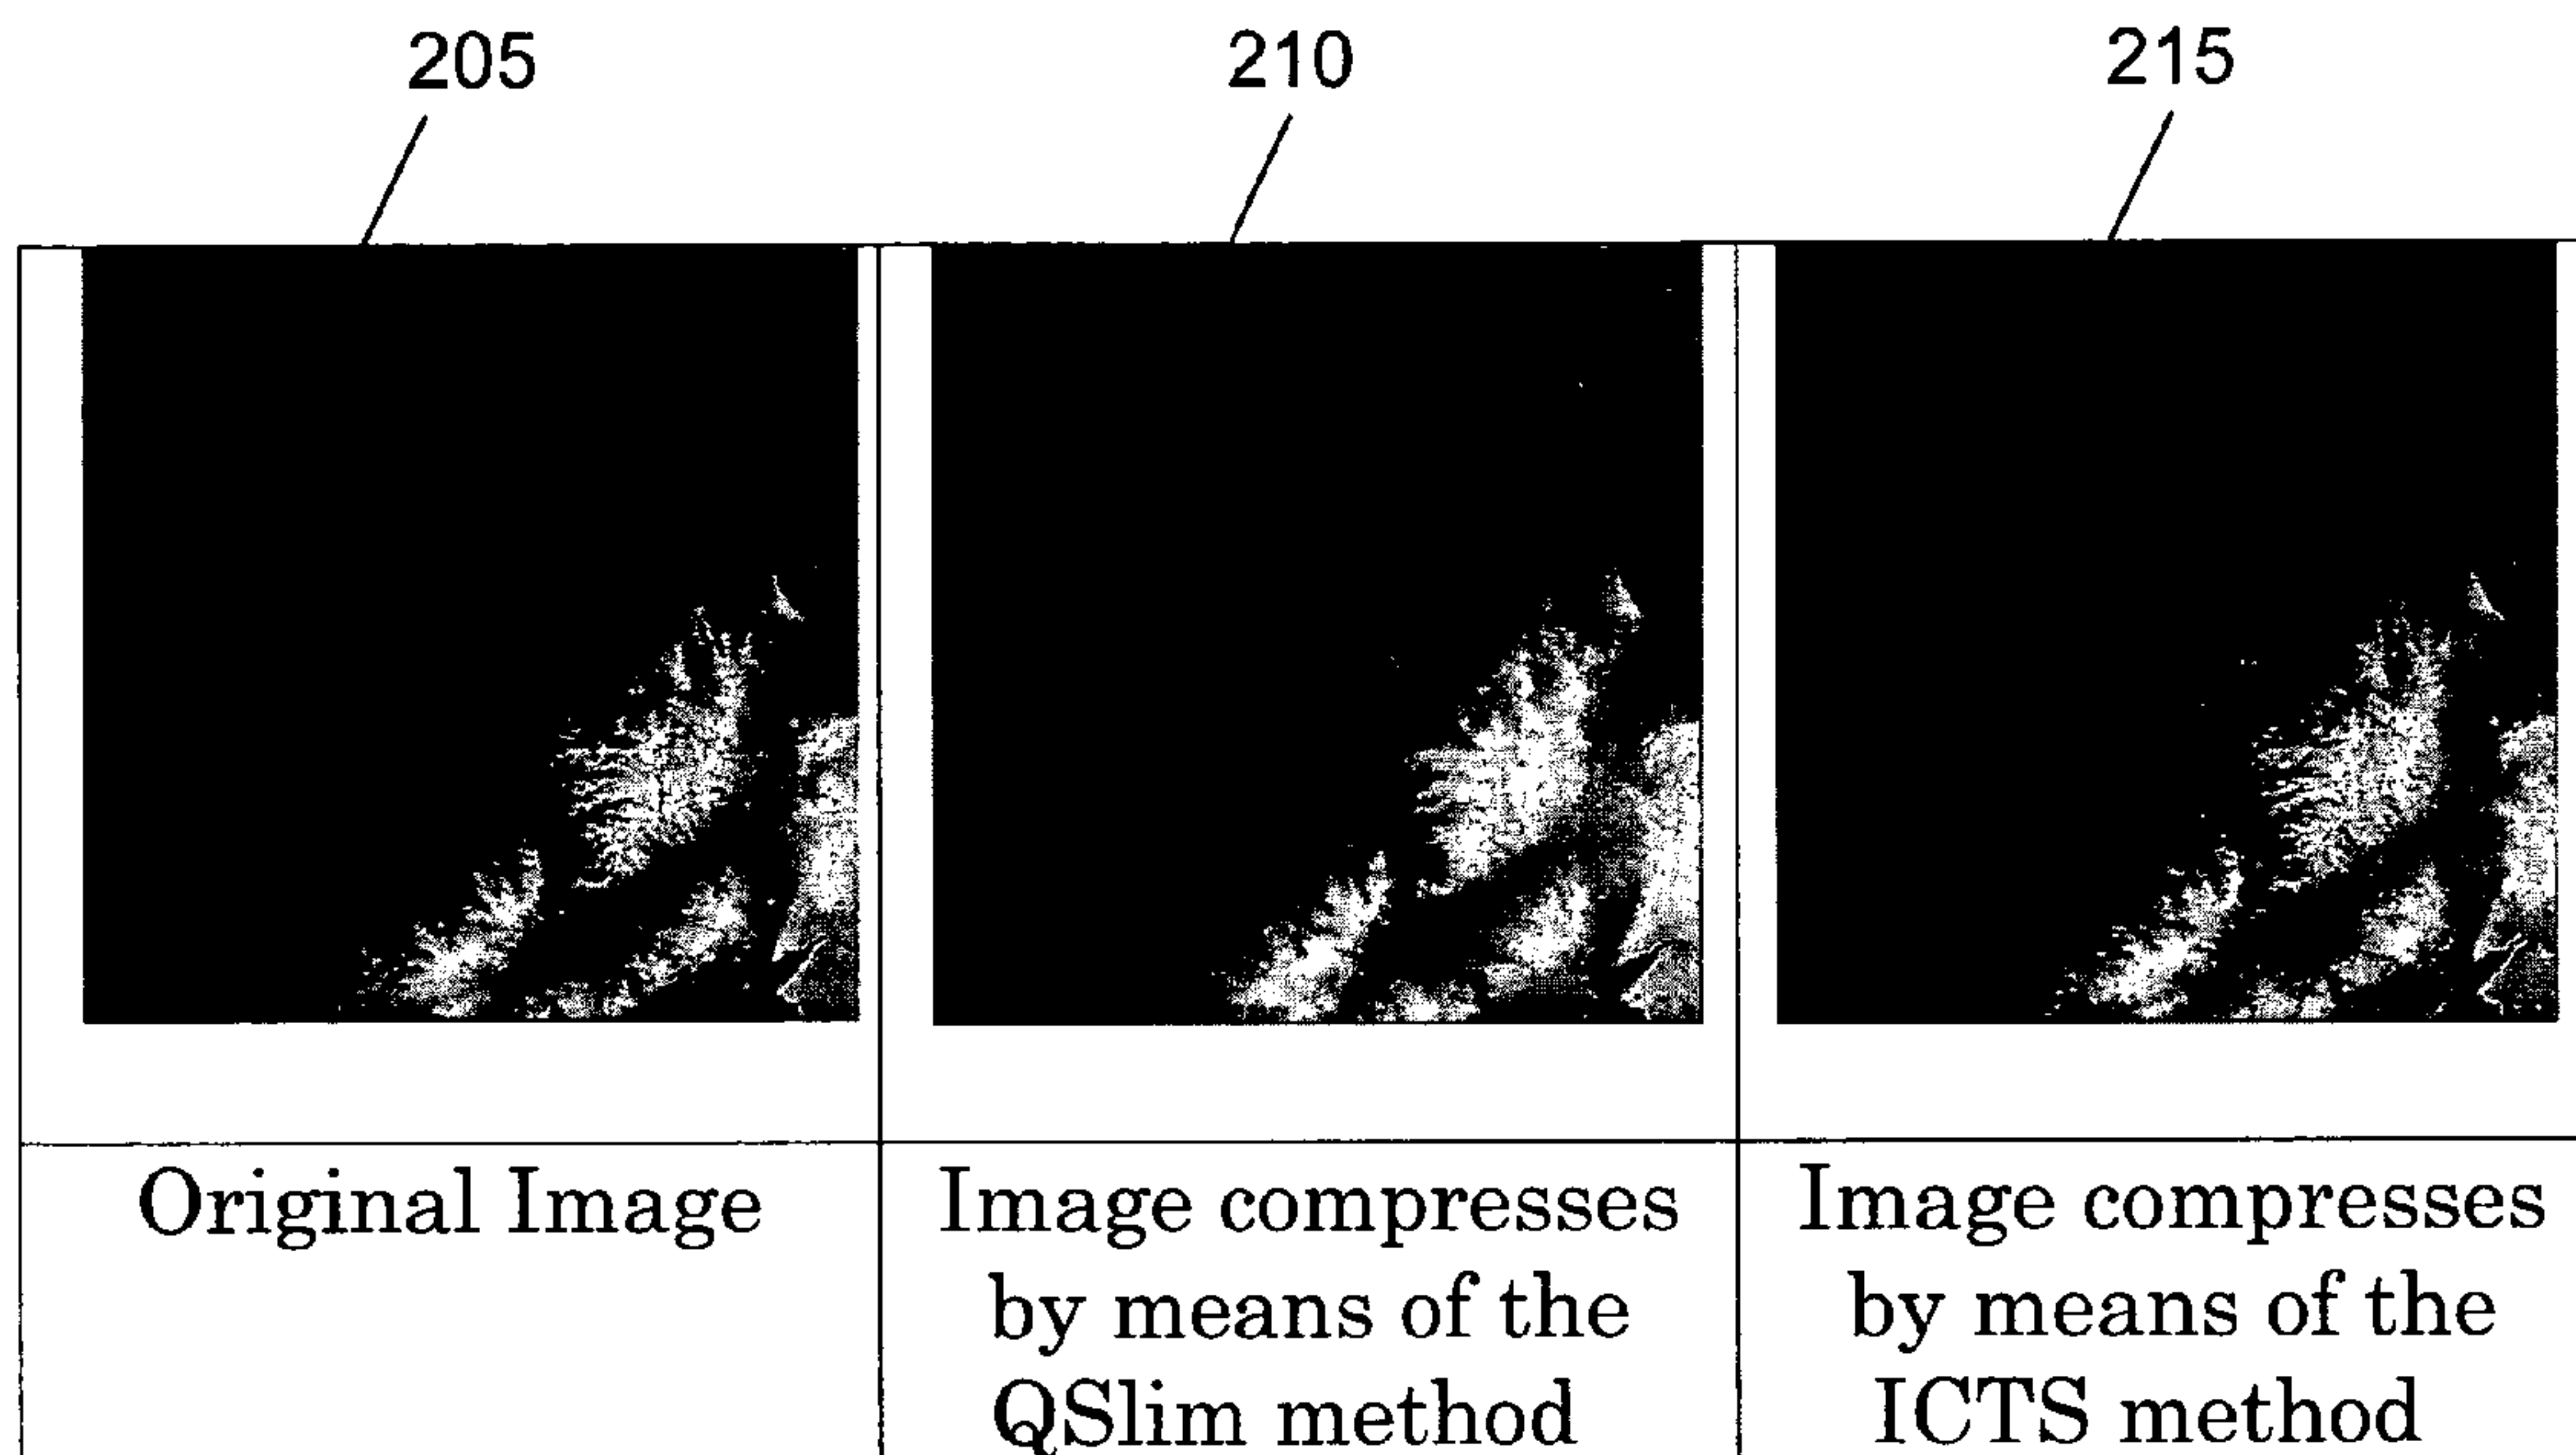 205
210
215
Original Image
Image compresses
by means of the
QSlim method
Image compresses
by means of the
ICTS method